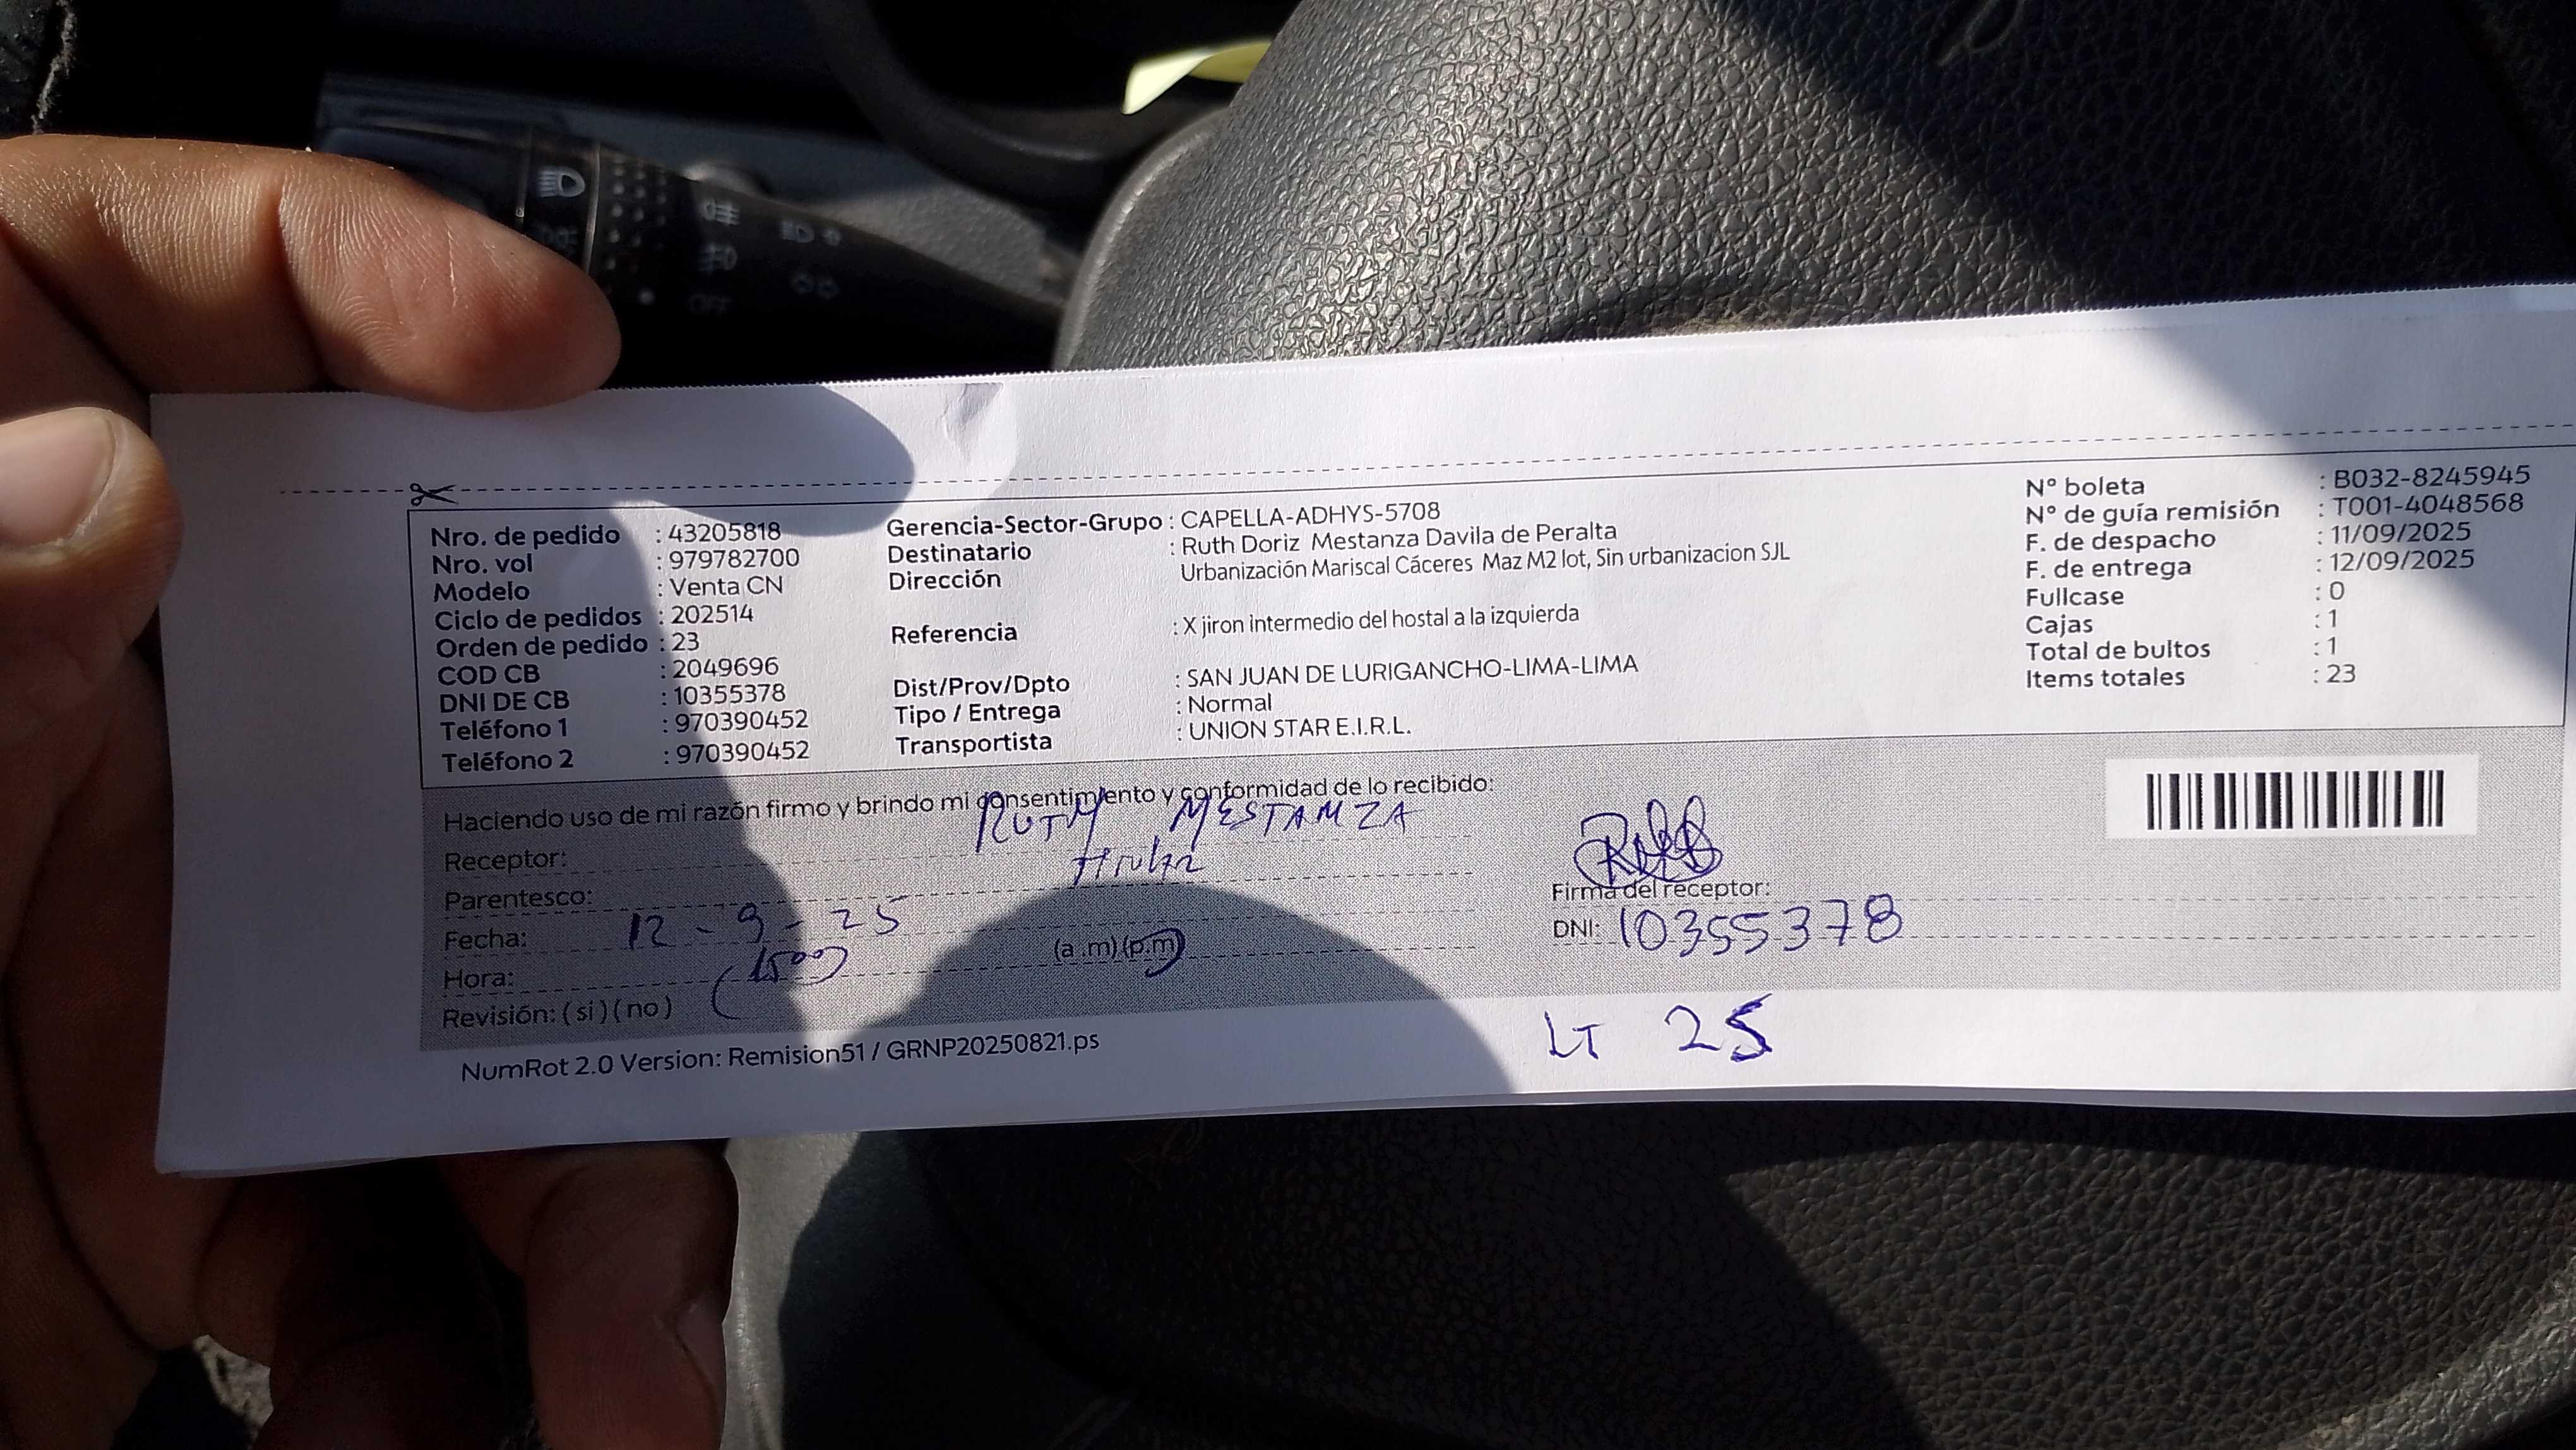 Nro. de pedido : 43205818
Nro. vol : 979782700
Modelo : Venta CN
Ciclo de pedidos : 202514
Orden de pedido : 23
COD CB : 2049696
DNI DE CB : 10355378
Teléfono 1 : 970390452
Teléfono 2 : 970390452
Gerencia-Sector-Grupo : CAPELLA-ADHYS-5708
Destinatario : Ruth Doriz Mestanza Davila de Peralta
Dirección Urbanización Mariscal Cáceres Maz M2 lot, Sin urbanizacion SJL
Referencia : X jiron intermedio del hostal a la izquierda
Dist/Prov/Dpto : SAN JUAN DE LURIGANCHO-LIMA-LIMA
Tipo / Entrega : Normal
Transportista : UNION STAR E.I.R.L.
N° boleta : B032-8245945
N° de guía remisión : T001-4048568
F. de despacho : 11/09/2025
F. de entrega : 12/09/2025
Fullcase : 0
Cajas : 1
Total de bultos : 1
Items totales : 23
Haciendo uso de mi razón firmo y brindo mi consentimiento y conformidad de lo recibido:
Receptor: RUTH MESTANZA
Parentesco:
Fecha: 12 - 9 - 25
Hora: 1500 (a.m)(p.m)
Revisión: (si)(no)
Firma del receptor:
DNI: 10355378
LT 25
NumRot 2.0 Version: Remision51 / GRNP20250821.ps
OFF